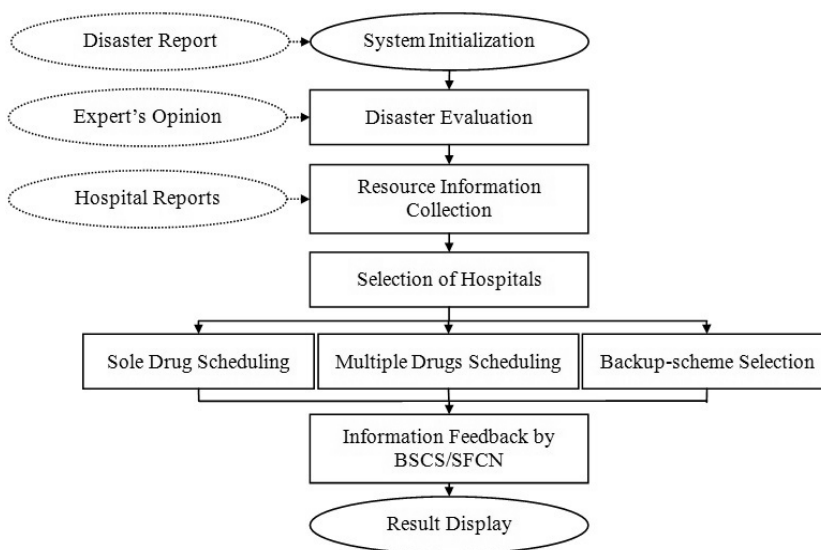 Disaster Report
System Initialization
Expert’s Opinion
Disaster Evaluation
Hospital Reports
Resource Information
Collection
Selection of Hospitals
Sole Drug Scheduling
Multiple Drugs Scheduling
Backup-scheme Selection
Information Feedback by
BSCS/SFCN
Result Display